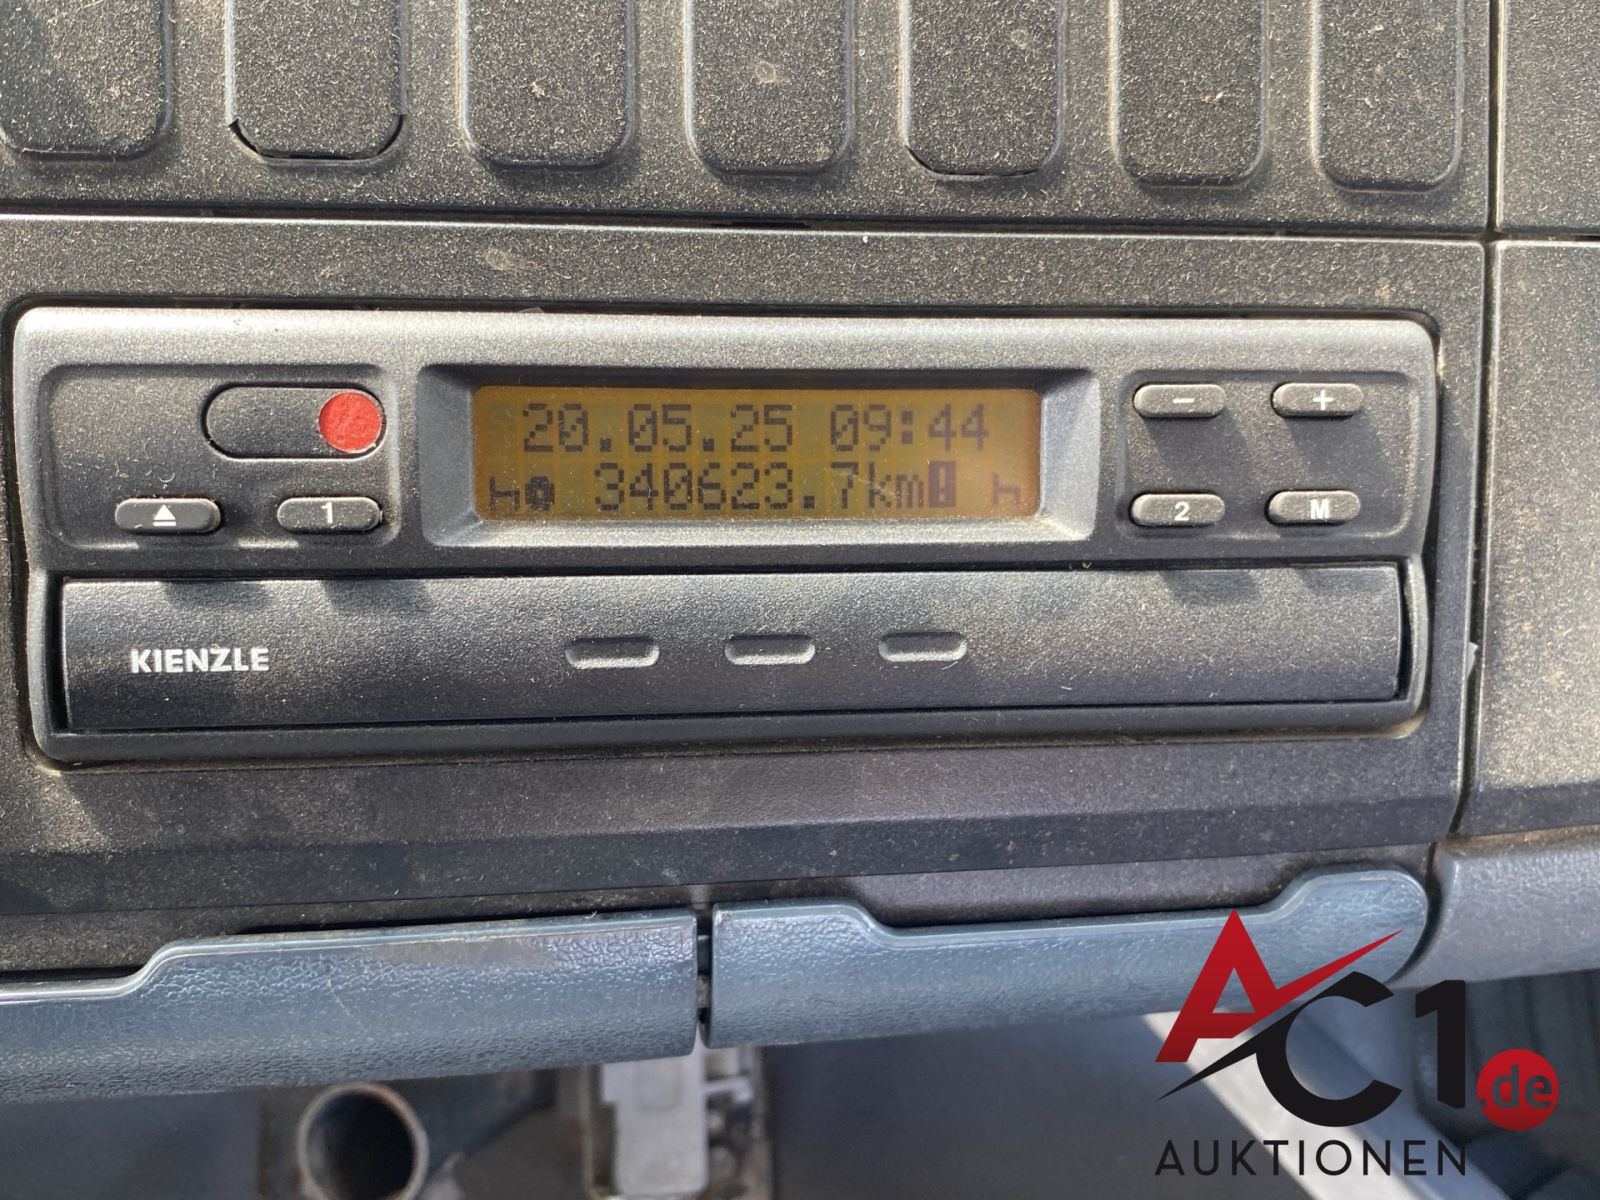 20.05.25 09:44
340623.7km
- +
1
2 M
KIENZLE
AC1.de
AUKTIONEN